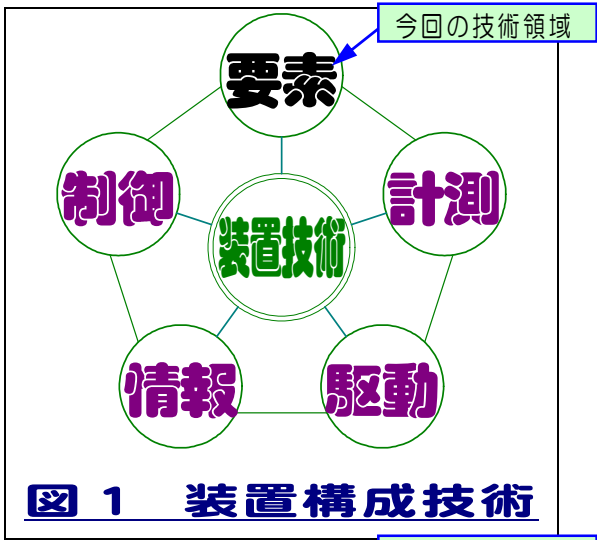 今回の技術領域
要素
制御
計測
装置技術
情報
駆動
図1 装置構成技術